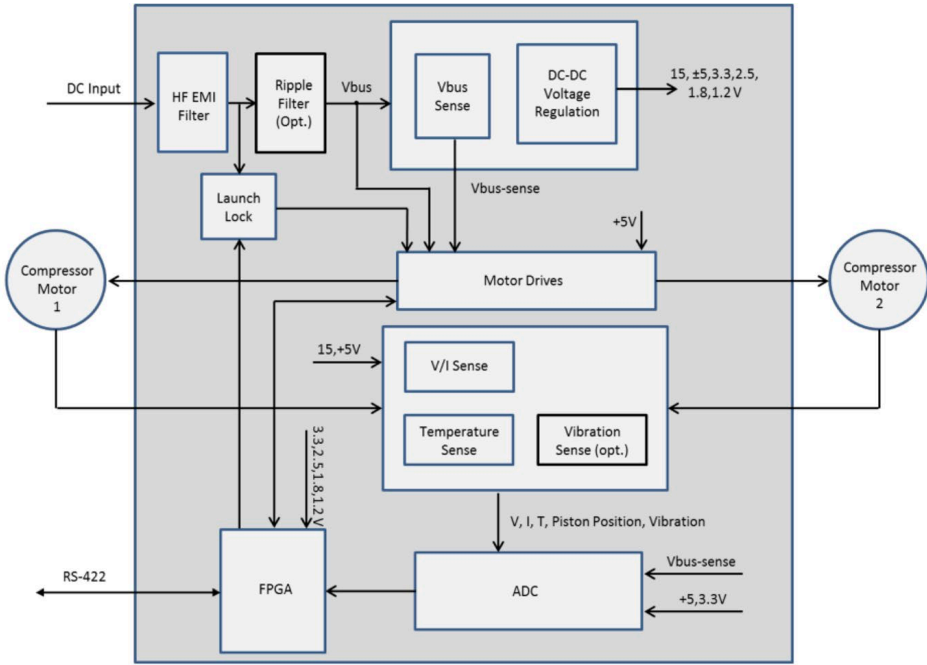 DC Input
HF EMI
Filter
Ripple
Filter
(Opt.)
Vbus
Vbus
Sense
DC-DC
Voltage
Regulation
15, ±5,3.3,2.5,
1.8,1.2 V
Launch
Lock
Vbus-sense
+5V
Compressor
Motor
1
Motor Drives
Compressor
Motor
2
15,+5V
V/I Sense
Temperature
Sense
Vibration
Sense (opt.)
3.3,2.5,1.8,1.2 V
V, I, T, Piston Position, Vibration
RS-422
FPGA
ADC
Vbus-sense
+5,3.3V